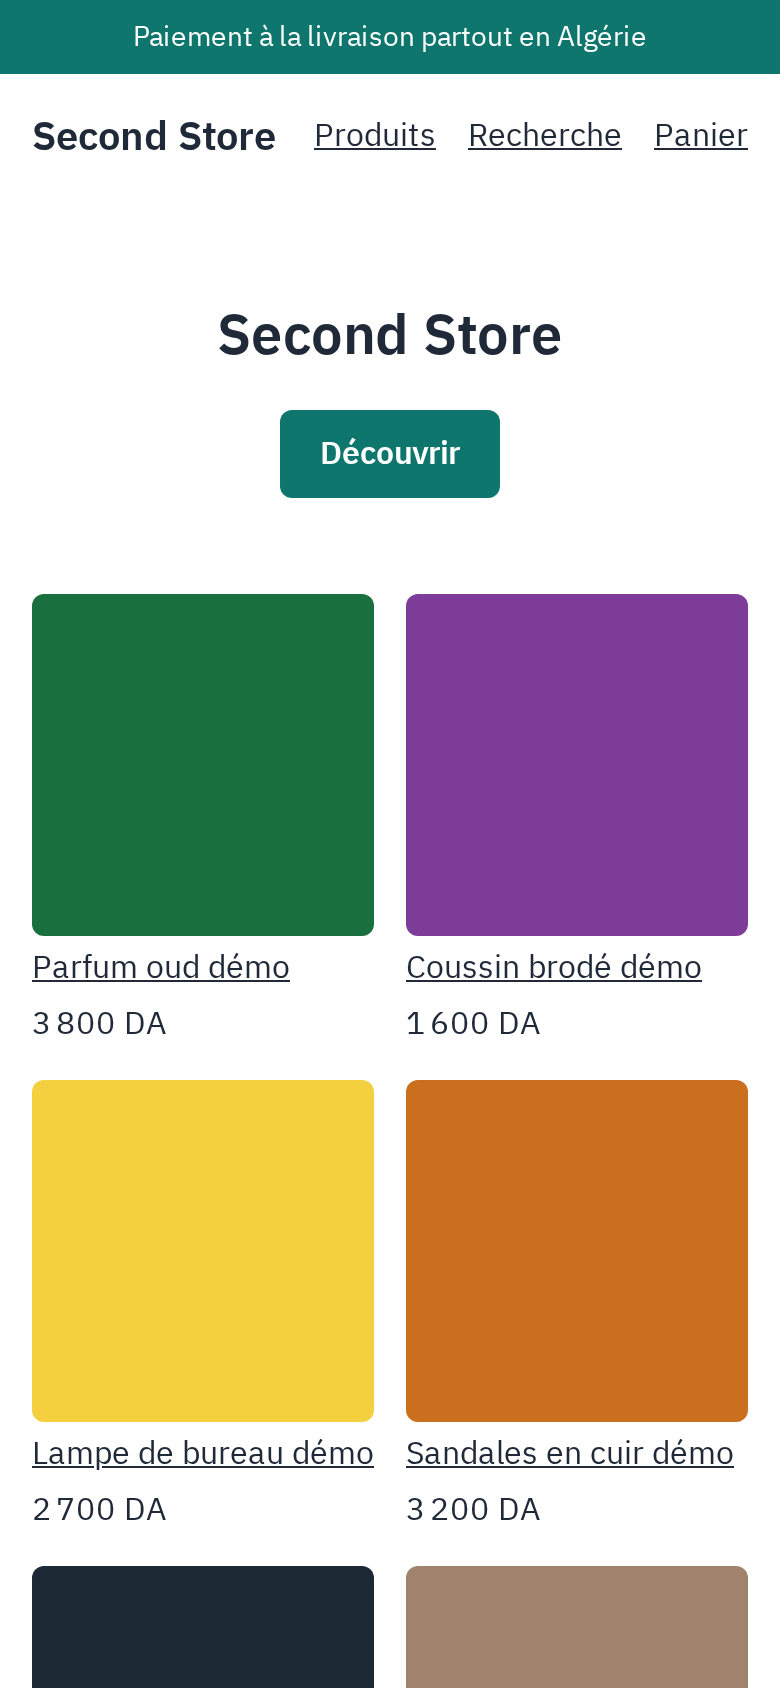 Paiement à la livraison partout en Algérie
Second Store Produits Recherche Panier
Second Store
Découvrir
Parfum oud démo
3 800 DA
Coussin brodé démo
1 600 DA
Lampe de bureau démo
2 700 DA
Sandales en cuir démo
3 200 DA